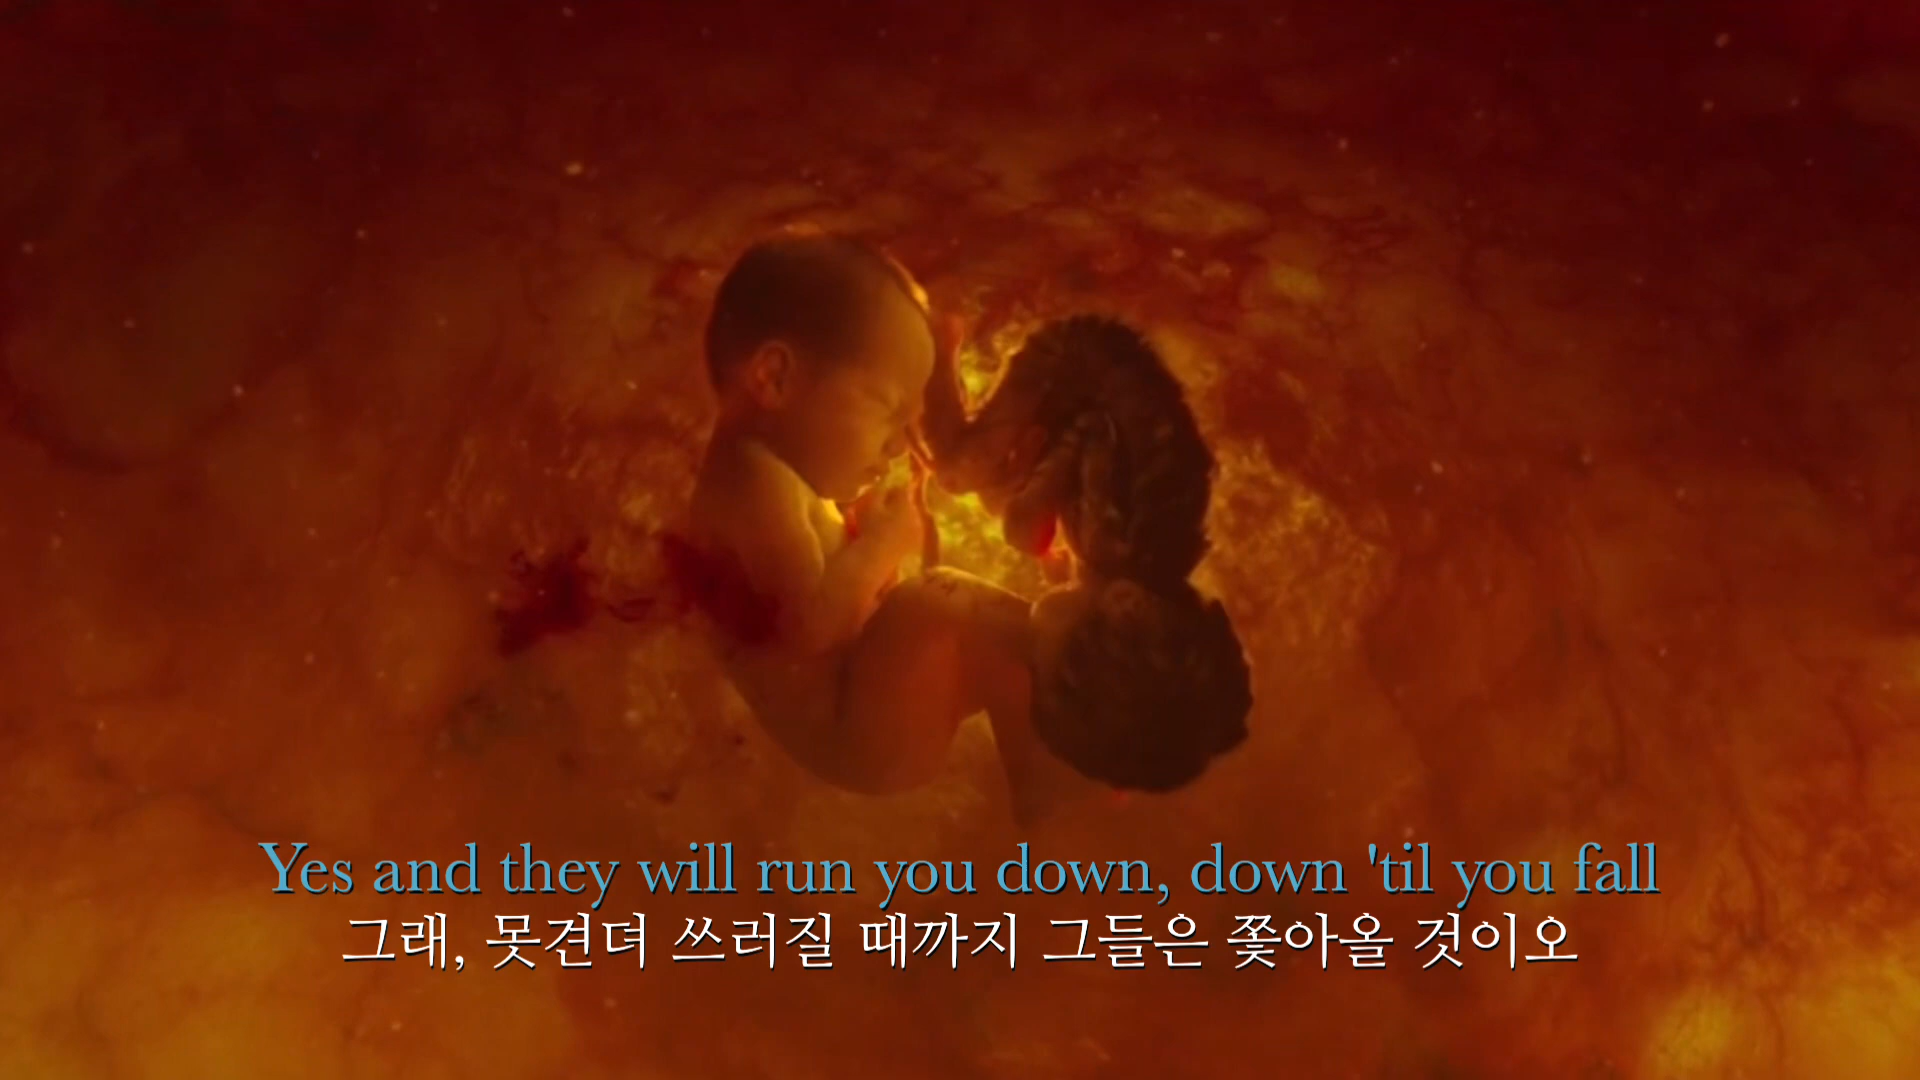 Yes and they will run you down, down 'til you fall
그래, 못견뎌 쓰러질 때까지 그들은 쫓아올 것이오